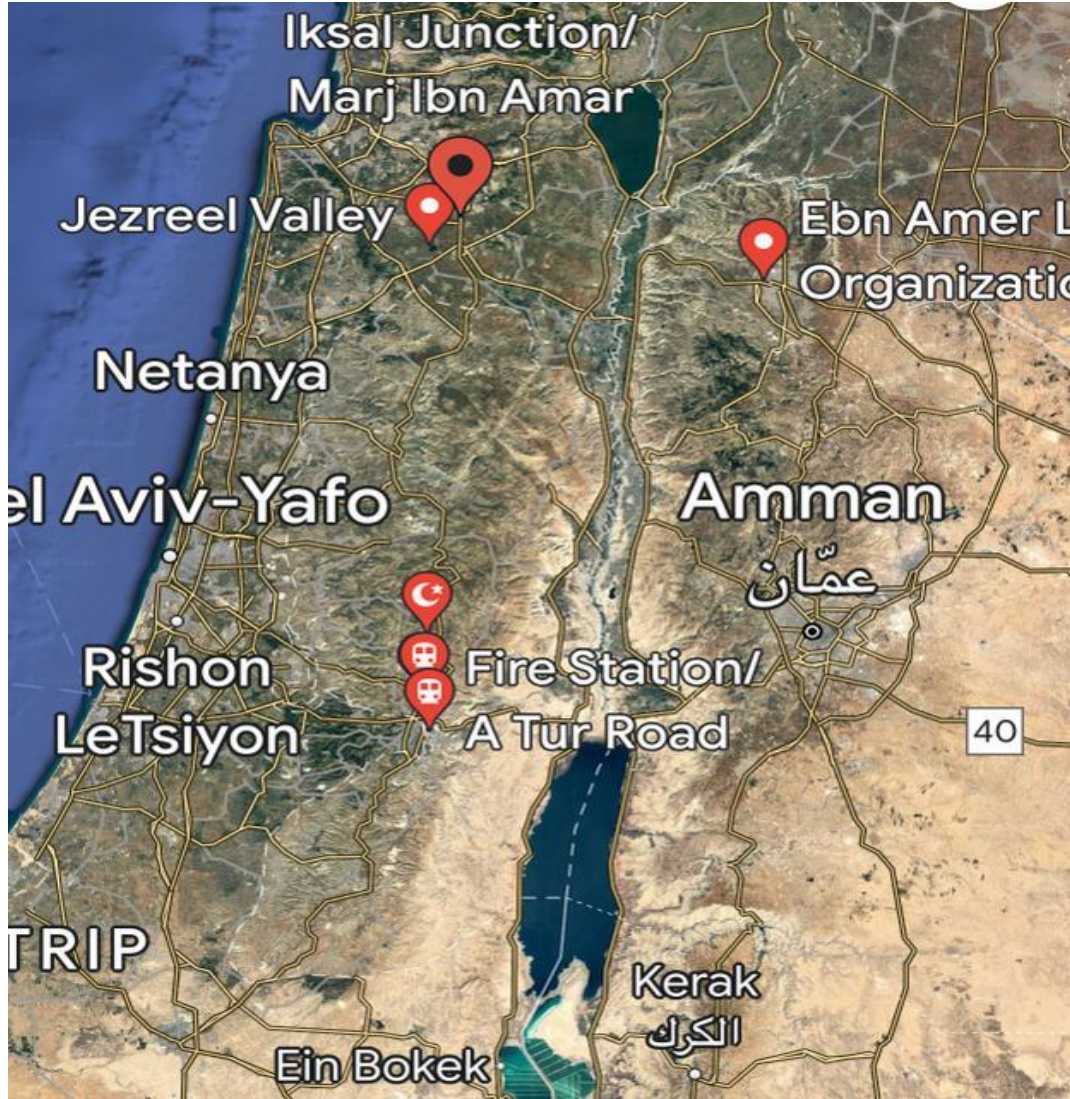 Iksal Junction/
Marj Ibn Amar
Jezreel Valley
Ebn Amer L
Organizatio
Netanya
el Aviv-Yafo
Amman
عمّان
Rishon
LeTsiyon
Fire Station/
A Tur Road
40
TRIP
Kerak
الكرك
Ein Bokek